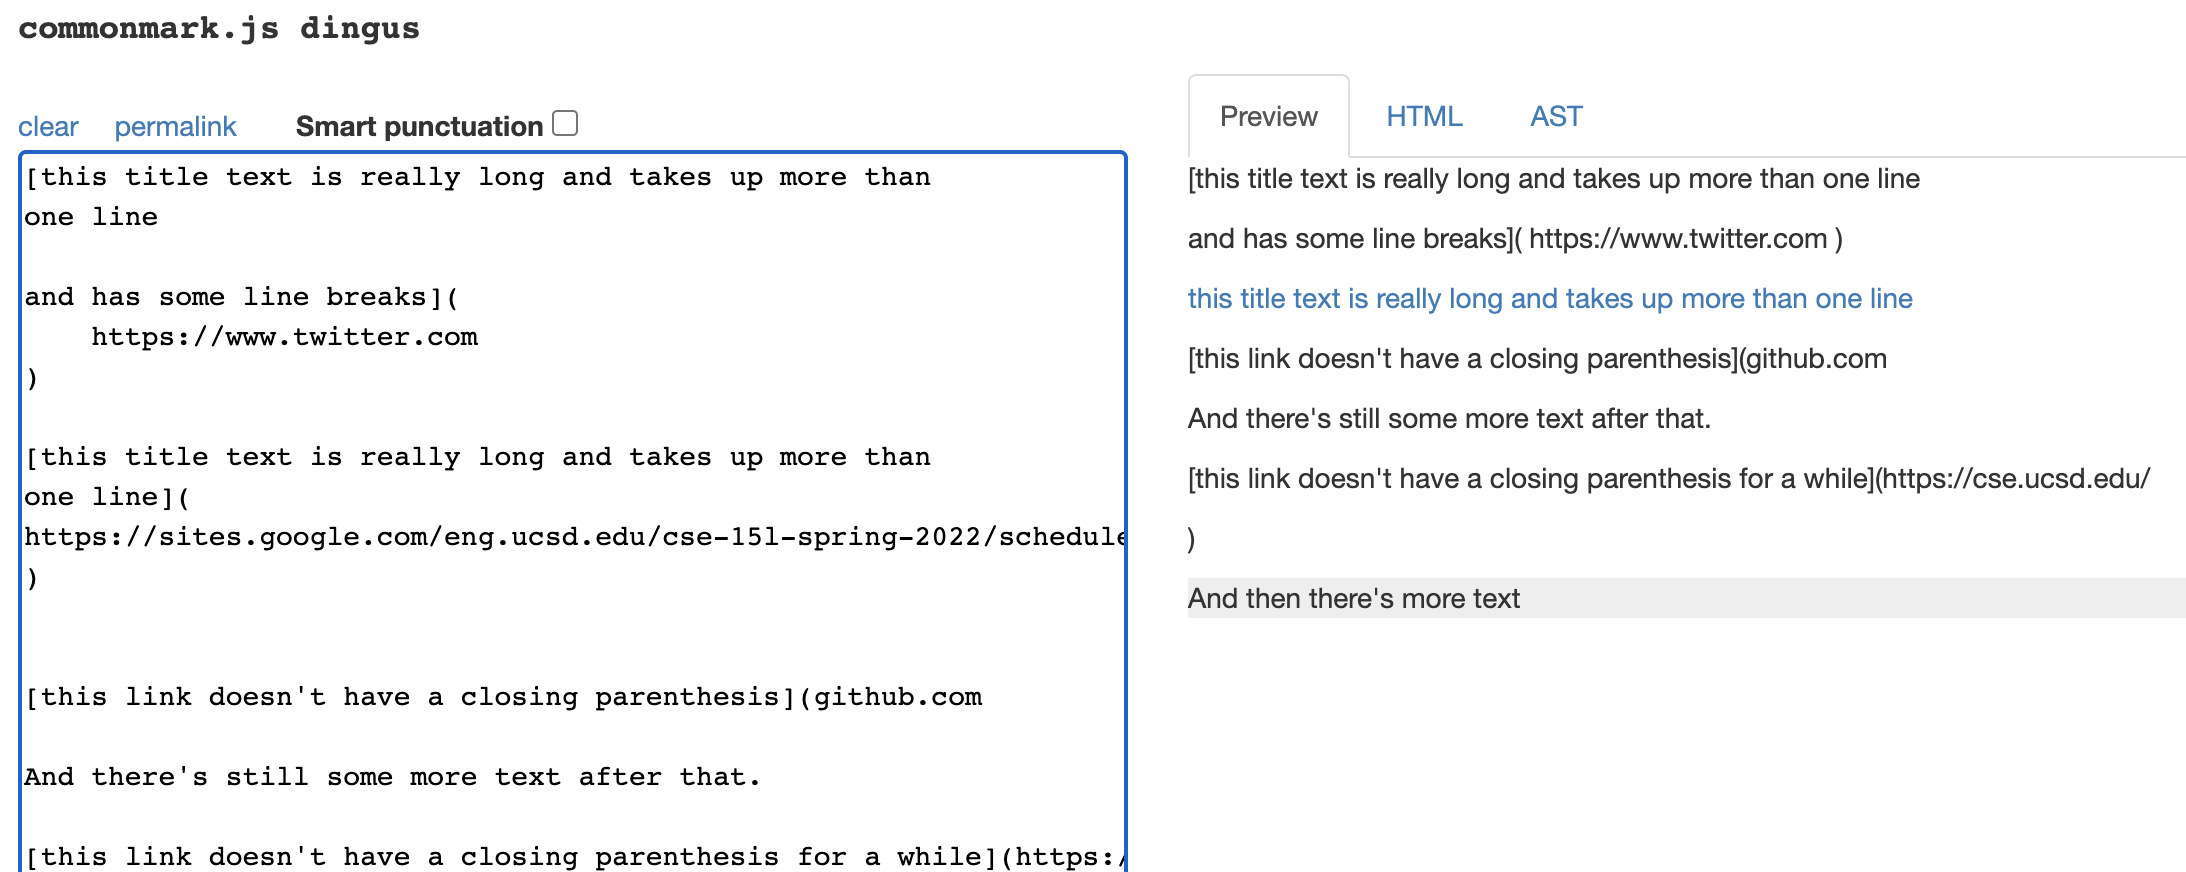 commonmark.js dingus
clear permalink Smart punctuation
[this title text is really long and takes up more than
one line
and has some line breaks](
https://www.twitter.com
)
[this title text is really long and takes up more than
one line](
https://sites.google.com/eng.ucsd.edu/cse-15l-spring-2022/schedule
)
[this link doesn't have a closing parenthesis](github.com
And there's still some more text after that.
[this link doesn't have a closing parenthesis for a while](https:/
Preview HTML AST
[this title text is really long and takes up more than one line
and has some line breaks]( https://www.twitter.com )
this title text is really long and takes up more than one line
[this link doesn't have a closing parenthesis](github.com
And there's still some more text after that.
[this link doesn't have a closing parenthesis for a while](https://cse.ucsd.edu/
)
And then there's more text